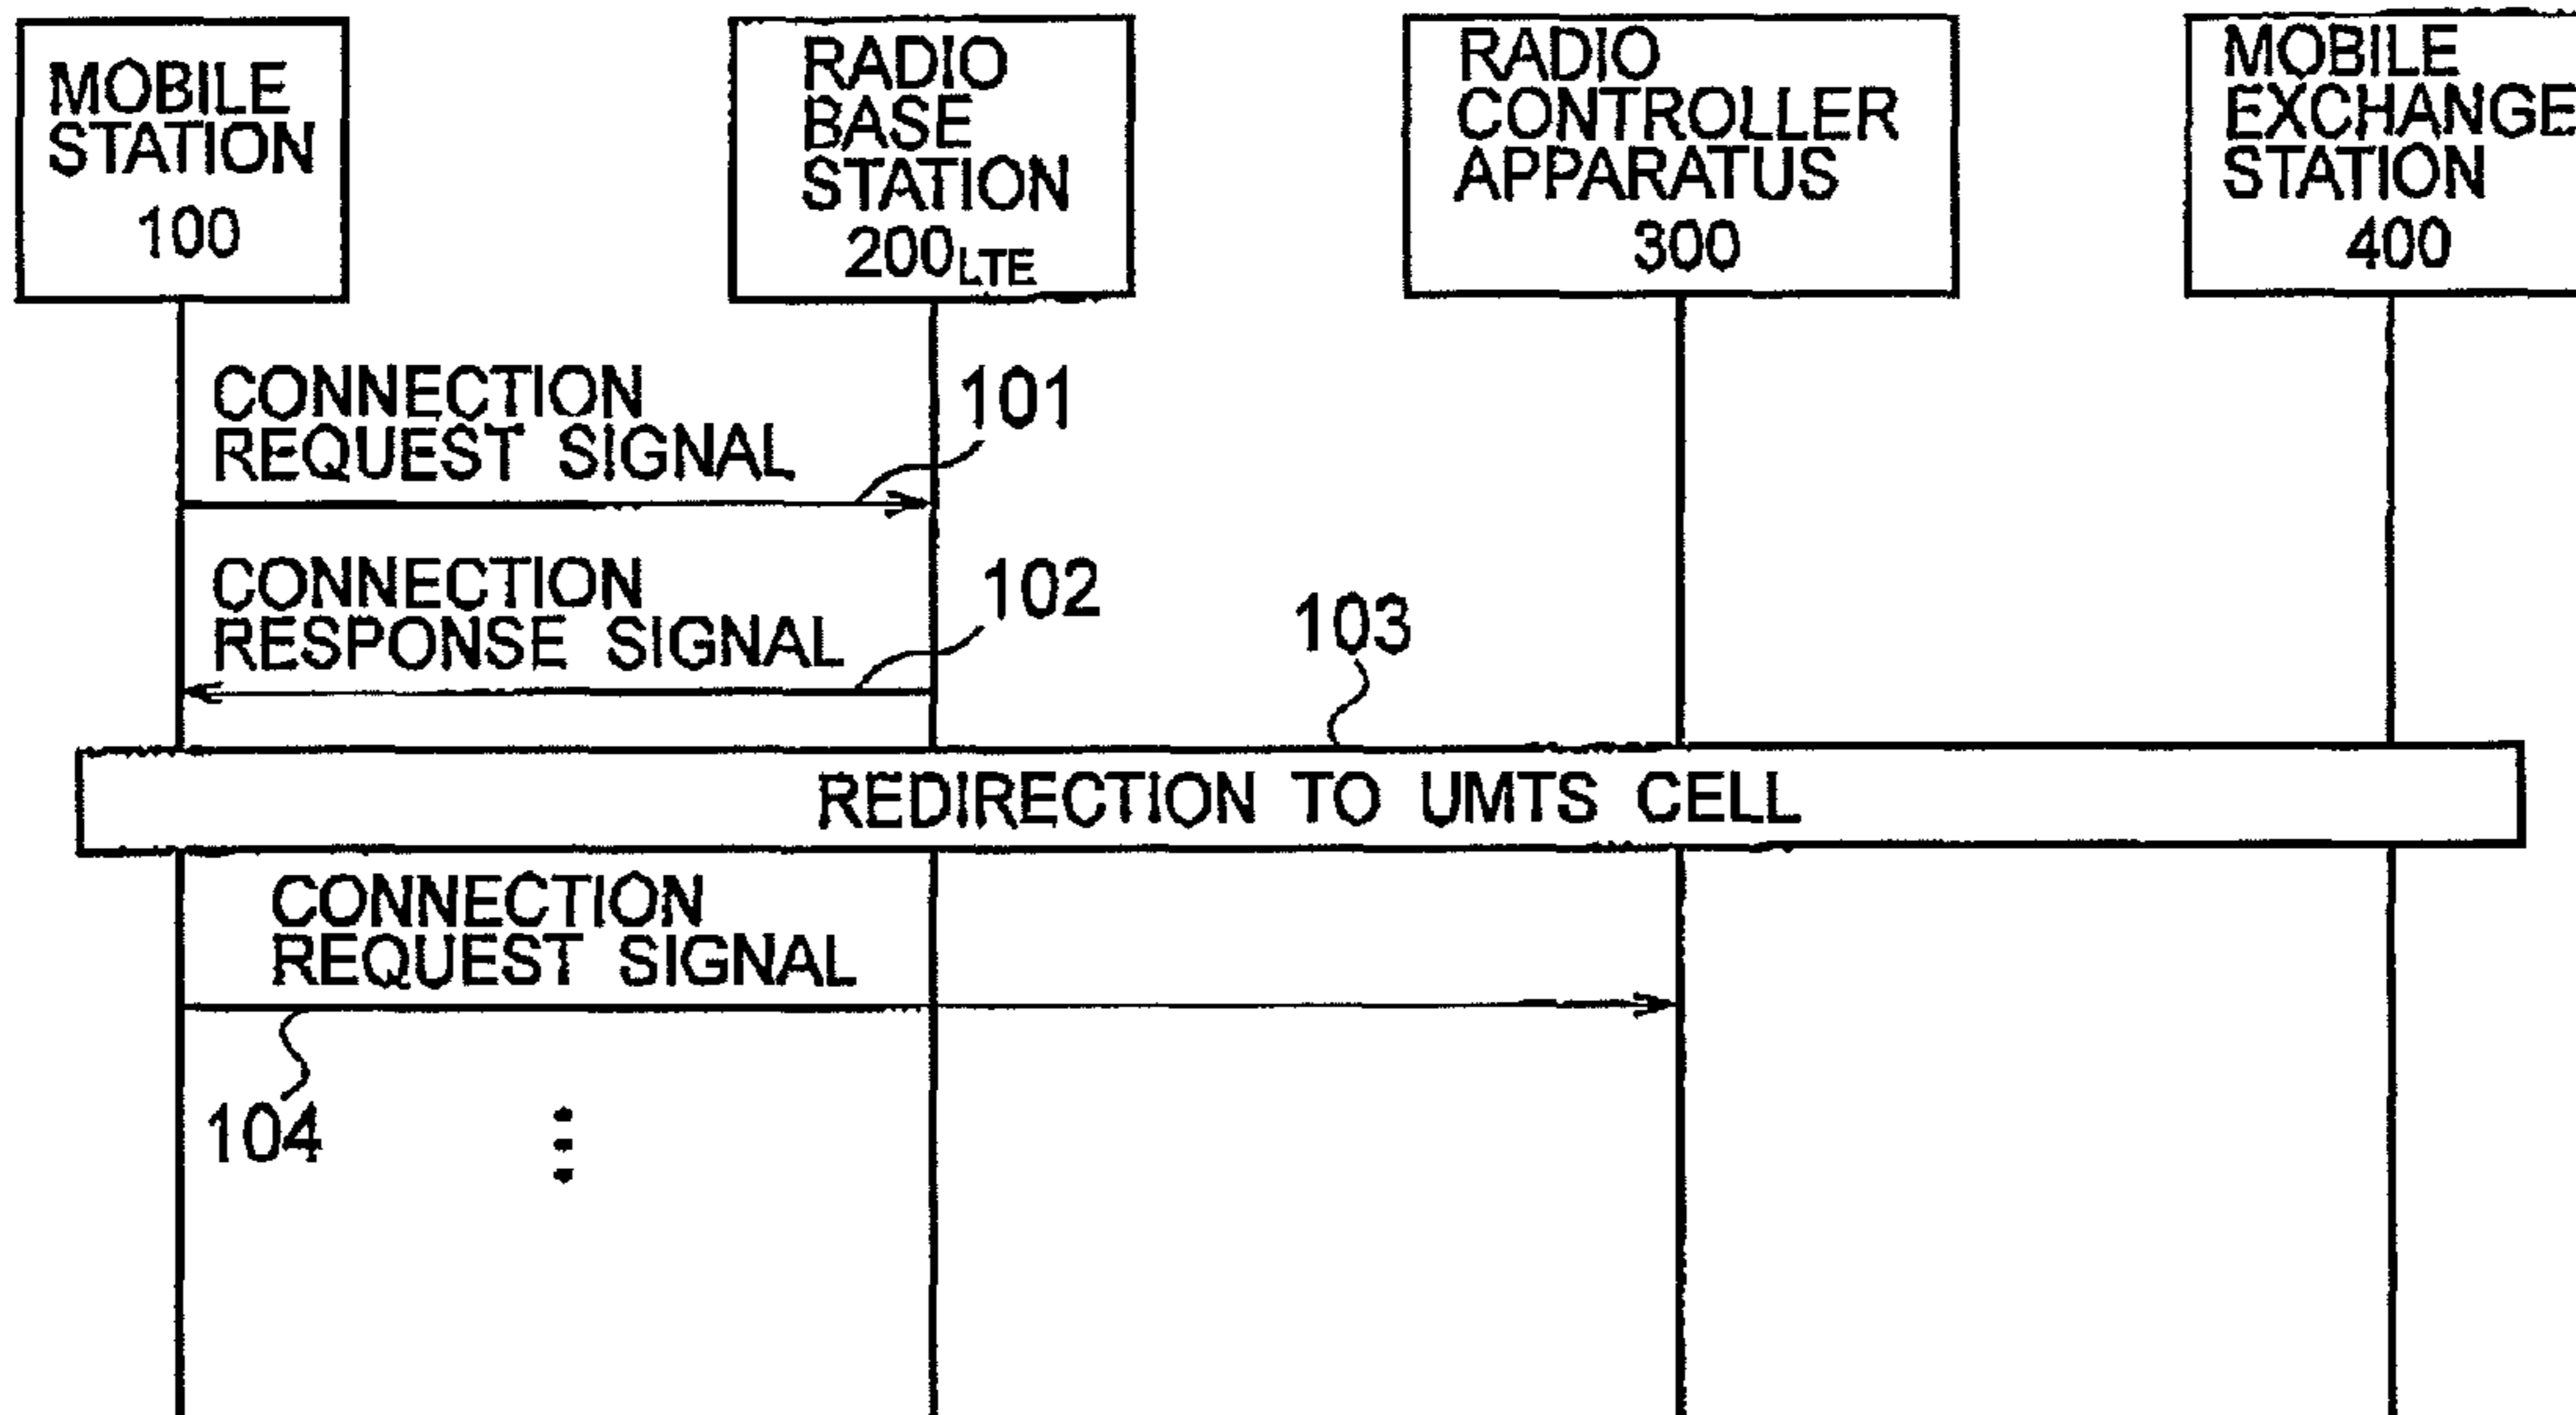 MOBILE
STATION
100
RADIO
BASE
STATION
200LTE
RADIO
CONTROLLER
APPARATUS
300
MOBILE
EXCHANGE
STATION
400
CONNECTION
REQUEST SIGNAL
101
CONNECTION
RESPONSE SIGNAL
102
103
REDIRECTION TO UMTS CELL
CONNECTION
REQUEST SIGNAL
104